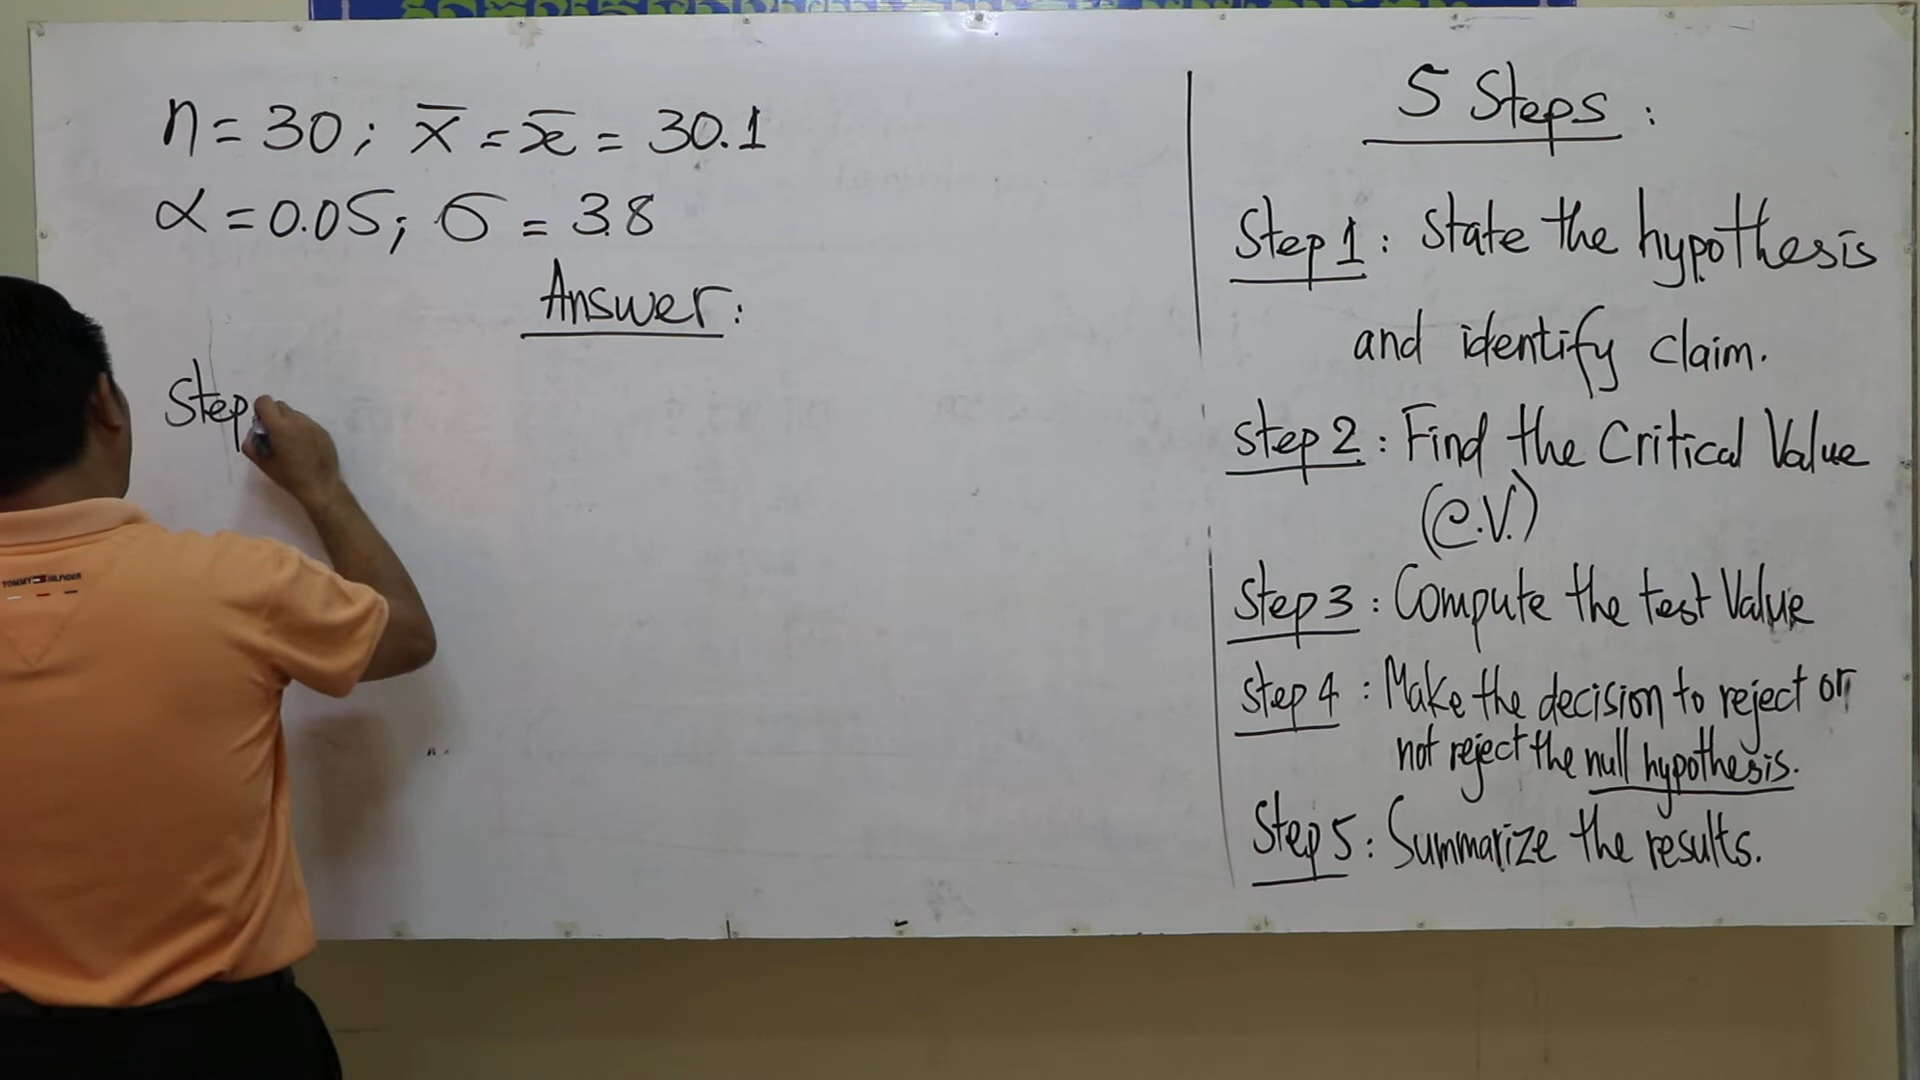 n = 30 ; X̄ = x̄ = 30.1
α = 0.05 ; σ = 3.8
Answer :
Step
TOMMY HILFIGER
5 Steps :
Step 1 : State the hypothesis
and identify claim.
Step 2 : Find the Critical Value
(C.V.)
Step 3 : Compute the test Value
Step 4 : Make the decision to reject or
not reject the null hypothesis.
Step 5 : Summarize the results.